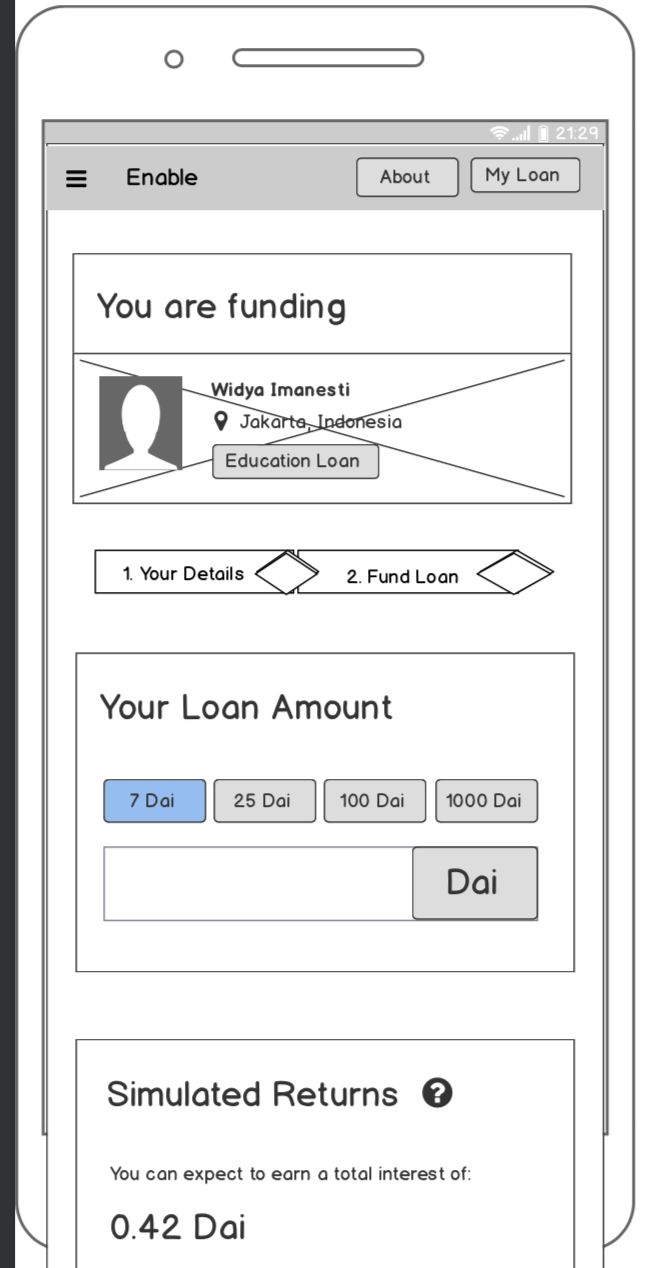 21:29
Enable
About
My Loan
You are funding
Widya Imanesti
Jakarta, Indonesia
Education Loan
1. Your Details
2. Fund Loan
Your Loan Amount
7 Dai
25 Dai
100 Dai
1000 Dai
Dai
Simulated Returns ?
You can expect to earn a total interest of:
0.42 Dai